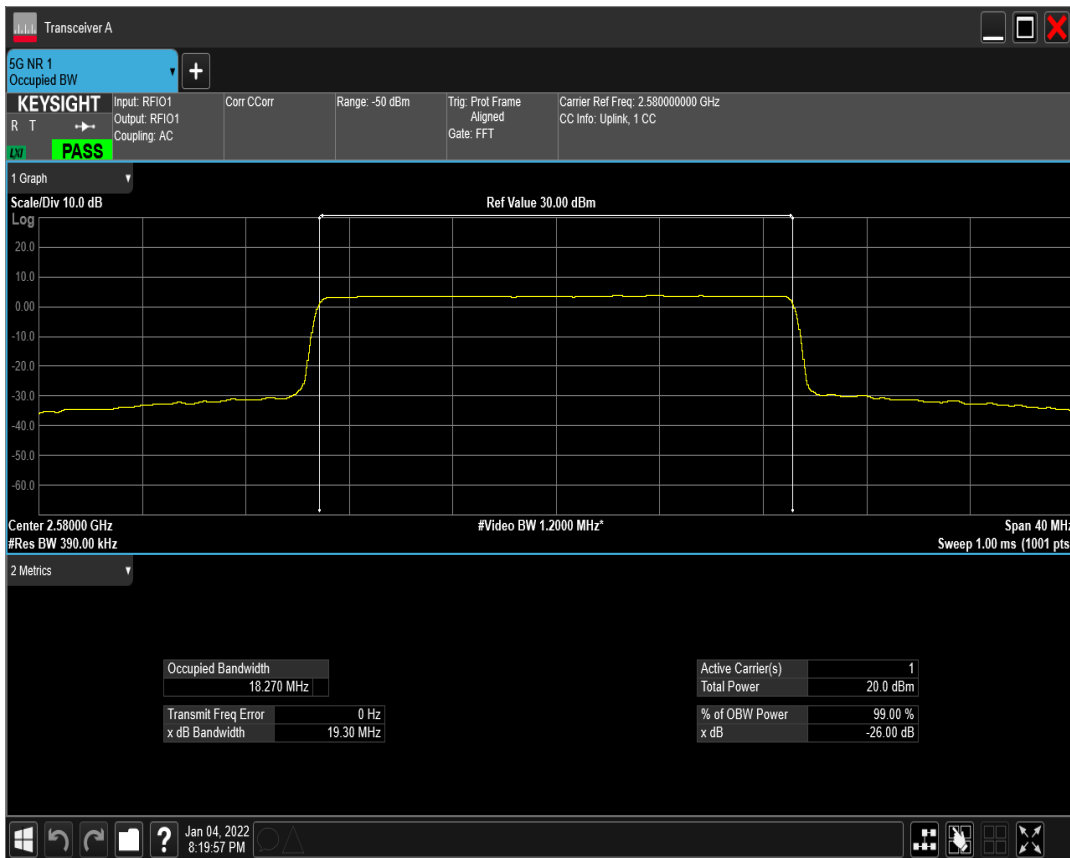 Transceiver A
5G NR 1
Occupied BW
+
KEYSIGHT
R T
LXI
PASS
Input: RFIO1
Output: RFIO1
Coupling: AC
Corr CCorr
Range: -50 dBm
Trig: Prot Frame
Aligned
Gate: FFT
Carrier Ref Freq: 2.580000000 GHz
CC Info: Uplink, 1 CC
1 Graph
Scale/Div 10.0 dB
Ref Value 30.00 dBm
Log
20.0
10.0
0.00
-10.0
-20.0
-30.0
-40.0
-50.0
-60.0
Center 2.58000 GHz
#Video BW 1.2000 MHz*
Span 40 MHz
#Res BW 390.00 kHz
Sweep 1.00 ms (1001 pts
2 Metrics
Occupied Bandwidth
18.270 MHz
Transmit Freq Error 0 Hz
x dB Bandwidth 19.30 MHz
Active Carrier(s) 1
Total Power 20.0 dBm
% of OBW Power 99.00 %
x dB -26.00 dB
?
Jan 04, 2022
8:19:57 PM